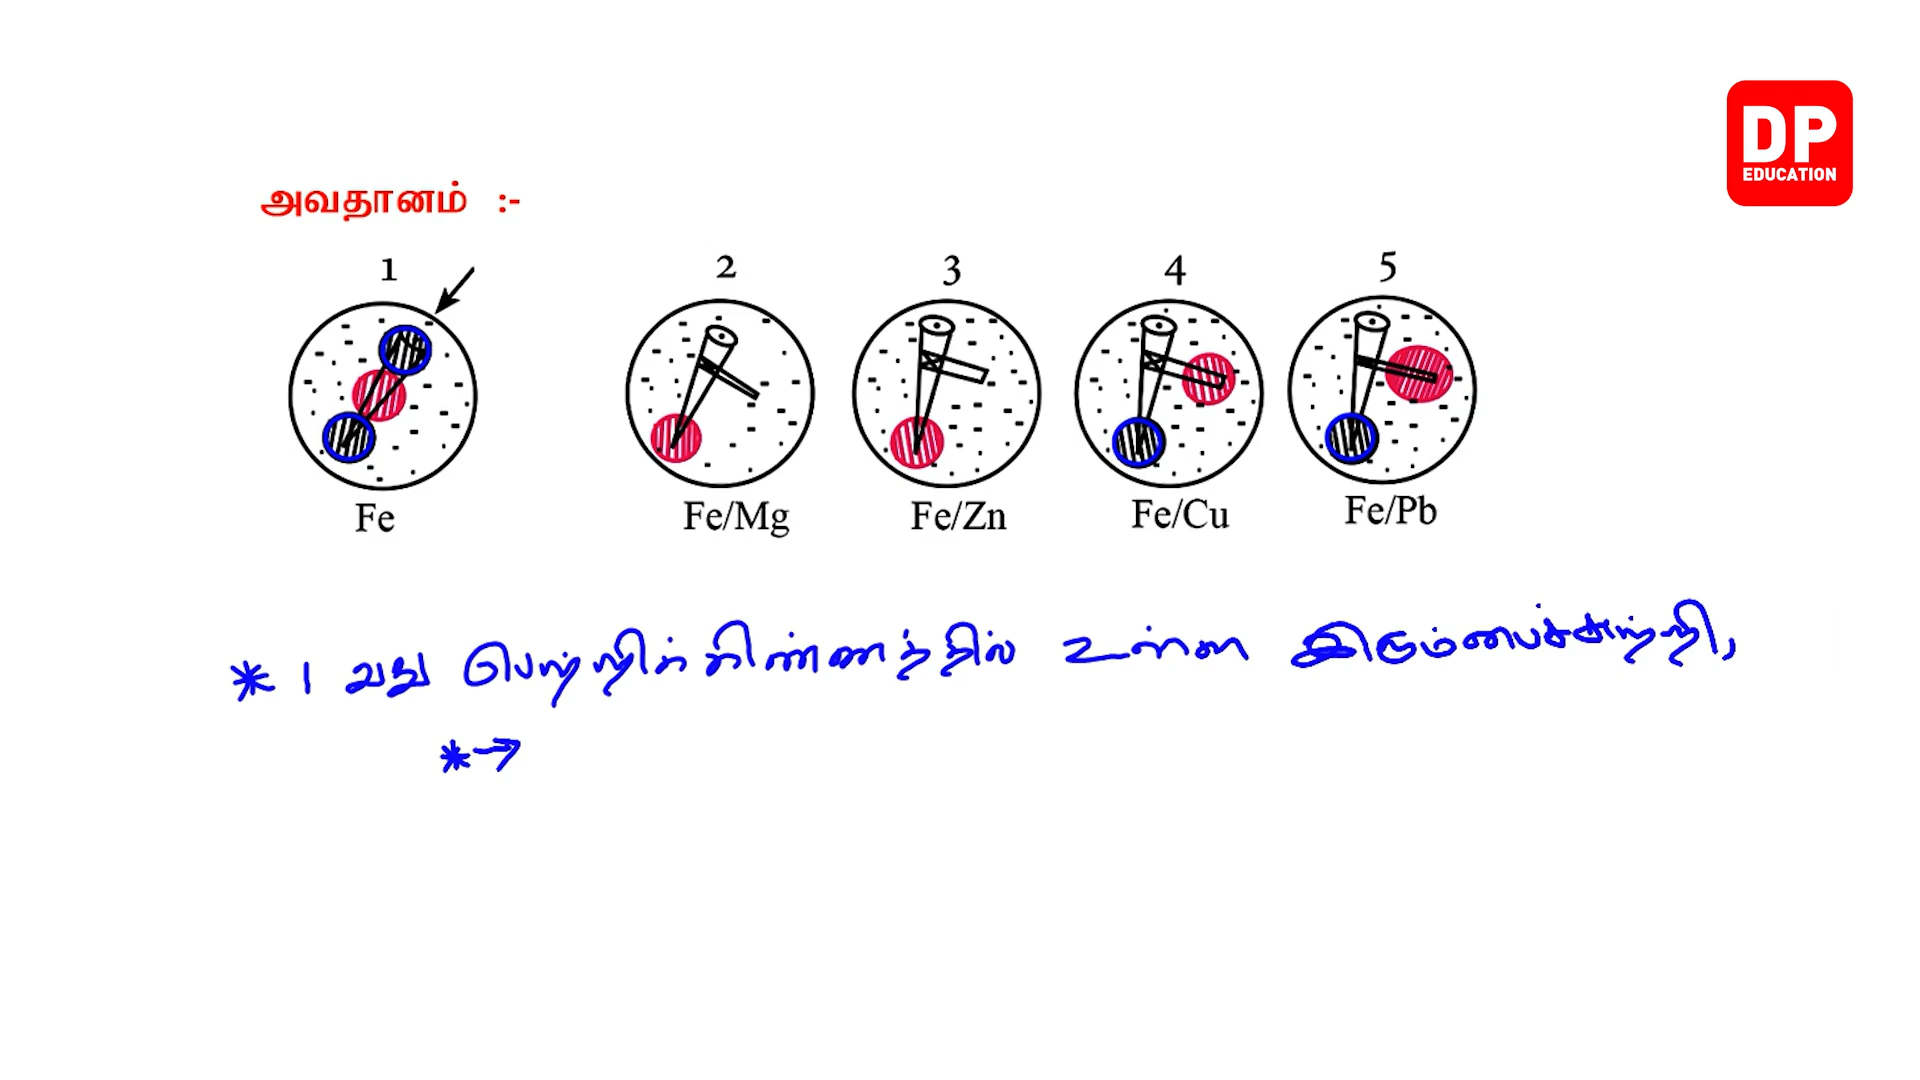 DP
EDUCATION
அவதானம் :-
1 2 3 4 5
Fe Fe/Mg Fe/Zn Fe/Cu Fe/Pb
* 1 வது பெற்றிக்கிண்ணத்தில் உள்ள இரும்பைச்சுற்றி,
* →